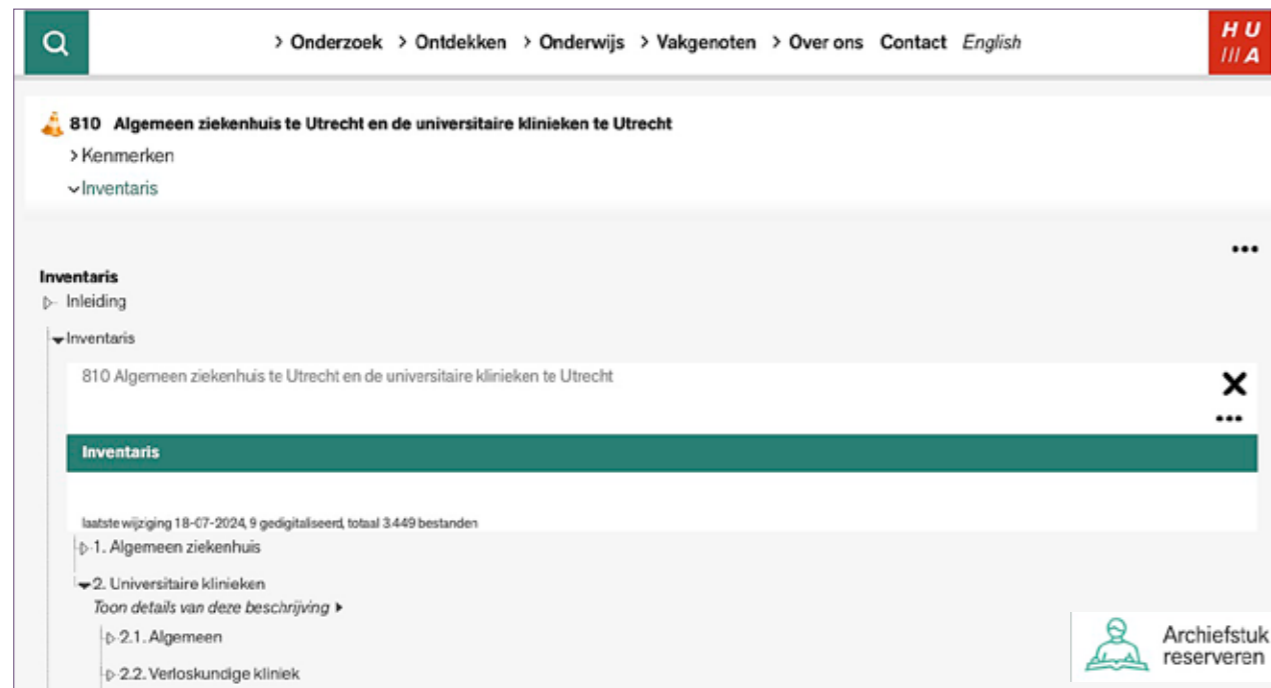 > Onderzoek > Ontdekken > Onderwijs > Vakgenoten > Over ons Contact English
HU
/// A
810 Algemeen ziekenhuis te Utrecht en de universitaire klinieken te Utrecht
> Kenmerken
Inventaris
•••
Inventaris
Inleiding
Inventaris
810 Algemeen ziekenhuis te Utrecht en de universitaire klinieken te Utrecht
•••
Inventaris
laatste wijziging 18-07-2024, 9 gedigitaliseerd, totaal 3.449 bestanden
1. Algemeen ziekenhuis
2. Universitaire klinieken
Toon details van deze beschrijving
2.1. Algemeen
2.2. Verloskundige kliniek
Archiefstuk
reserveren